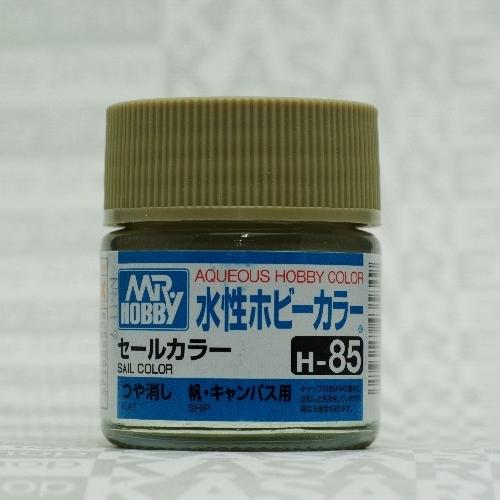 MR
HOBBY
AQUEOUS HOBBY COLOR
水性ホビーカラー
セールカラー
SAIL COLOR
H-85
つや消し
FLAT
帆・キャンバス用
SHIP
KASARE